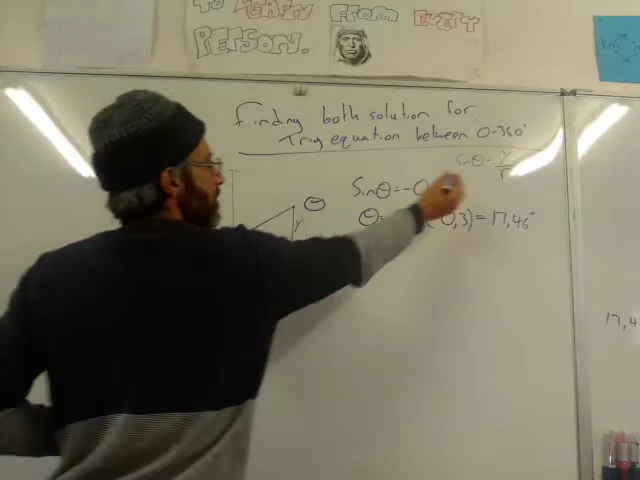 TO LEARN FROM EVERY
PERSON.
Finding both solution for
Trig equation between 0-360°
Sinθ = y/r
Sinθ = -0
θ = 0,3) = 17,46°
θ
y
17,4